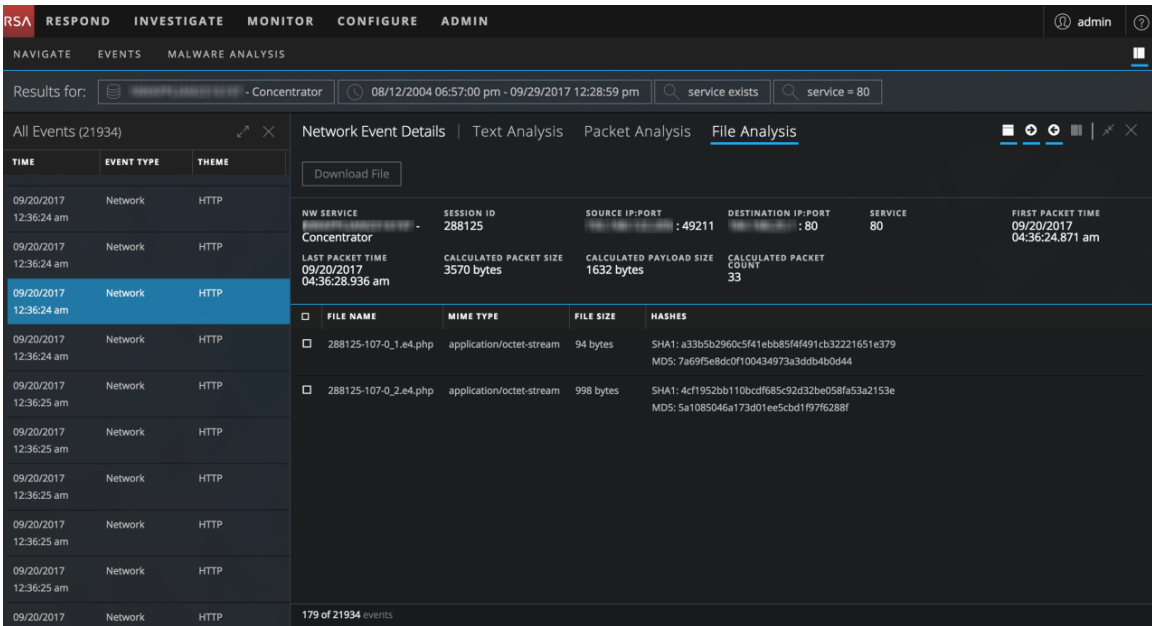 RSA RESPOND INVESTIGATE MONITOR CONFIGURE ADMIN admin ?
NAVIGATE EVENTS MALWARE ANALYSIS
Results for: - Concentrator 08/12/2004 06:57:00 pm - 09/29/2017 12:28:59 pm service exists service = 80
All Events (21934)
TIME EVENT TYPE THEME
09/20/2017 Network HTTP
12:36:24 am
09/20/2017 Network HTTP
12:36:24 am
09/20/2017 Network HTTP
12:36:24 am
09/20/2017 Network HTTP
12:36:24 am
09/20/2017 Network HTTP
12:36:25 am
09/20/2017 Network HTTP
12:36:25 am
09/20/2017 Network HTTP
12:36:25 am
09/20/2017 Network HTTP
12:36:25 am
09/20/2017 Network HTTP
12:36:25 am
09/20/2017 Network HTTP
Network Event Details | Text Analysis Packet Analysis File Analysis
Download File
NW SERVICE SESSION ID SOURCE IP:PORT DESTINATION IP:PORT SERVICE FIRST PACKET TIME
- 288125 : 49211 : 80 80 09/20/2017
Concentrator 04:36:24.871 am
LAST PACKET TIME CALCULATED PACKET SIZE CALCULATED PAYLOAD SIZE CALCULATED PACKET
COUNT
09/20/2017 3570 bytes 1632 bytes 33
04:36:28.936 am
FILE NAME MIME TYPE FILE SIZE HASHES
288125-107-0_1.e4.php application/octet-stream 94 bytes SHA1: a33b5b2960c5f41ebb85f4f491cb32221651e379
MD5: 7a69f5e8dc0f100434973a3ddb4b0d44
288125-107-0_2.e4.php application/octet-stream 998 bytes SHA1: 4cf1952bb110bcdf685c92d32be058fa53a2153e
MD5: 5a1085046a173d01ee5cbd1f97f6288f
179 of 21934 events